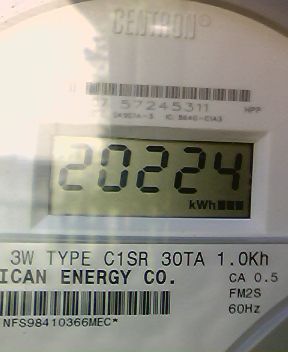 CENTRON
57245311
20224
kWh
3W TYPE C1SR 30TA 1.0Kh
ICAN ENERGY CO.
CA 0.5
FM2S
60Hz
NFS98410366MEC*